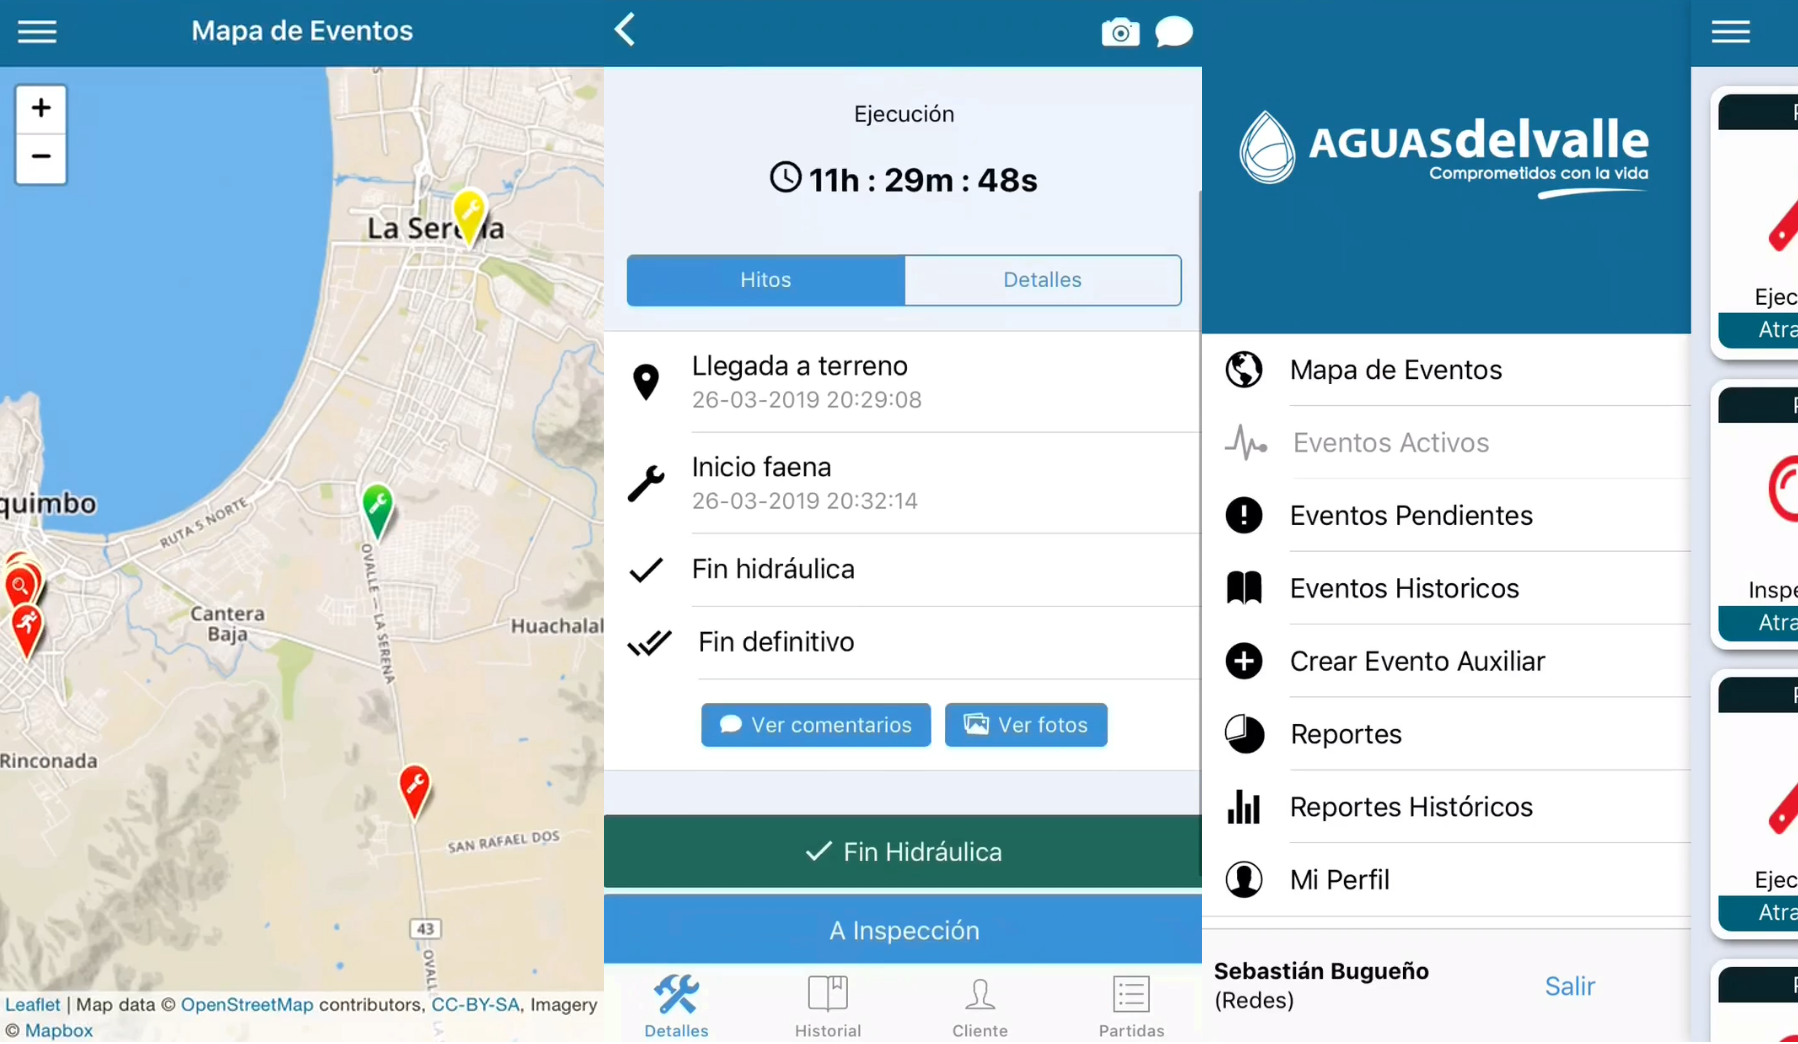 Mapa de Eventos
+
−
La Serena
quimbo
RUTA 5 NORTE
OVALLE — LA SERENA
Cantera
Baja
Huachalal
Rinconada
SAN RAFAEL DOS
43
OVALL
Leaflet | Map data © OpenStreetMap contributors, CC-BY-SA, Imagery
© Mapbox
Ejecución
11h : 29m : 48s
Hitos
Detalles
Llegada a terreno
26-03-2019 20:29:08
Inicio faena
26-03-2019 20:32:14
Fin hidráulica
Fin definitivo
Ver comentarios
Ver fotos
Fin Hidráulica
A Inspección
Detalles
Historial
Cliente
Partidas
AGUASdelvalle
Comprometidos con la vida
Mapa de Eventos
Eventos Activos
Eventos Pendientes
Eventos Historicos
Crear Evento Auxiliar
Reportes
Reportes Históricos
Mi Perfil
Sebastián Bugueño
(Redes)
Salir
Ejec
Atra
Inspe
Atra
Ejec
Atra